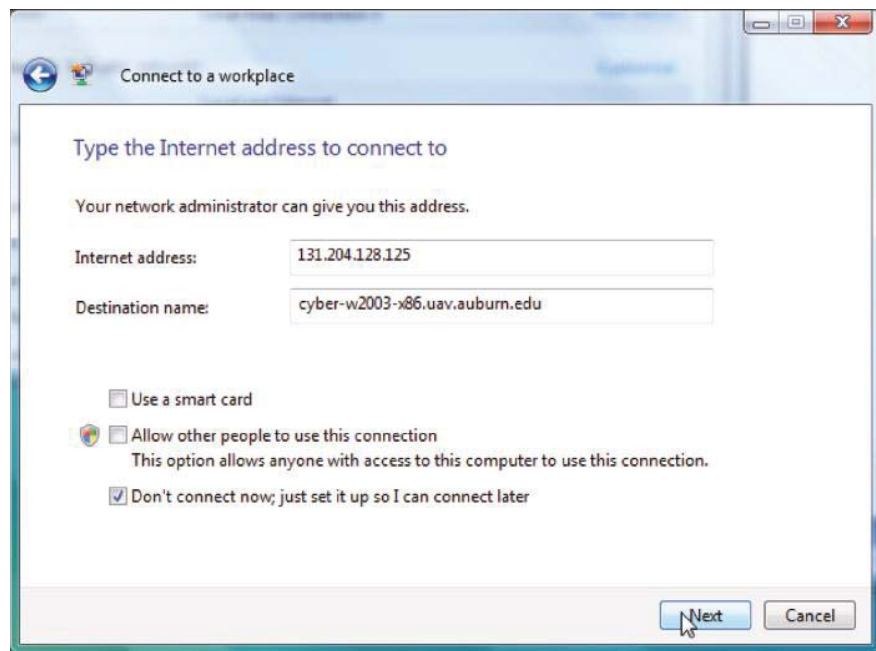 Connect to a workplace
Type the Internet address to connect to
Your network administrator can give you this address.
Internet address: 131.204.128.125
Destination name: cyber-w2003-x86.uav.auburn.edu
Use a smart card
Allow other people to use this connection
This option allows anyone with access to this computer to use this connection.
Don't connect now; just set it up so I can connect later
Next Cancel